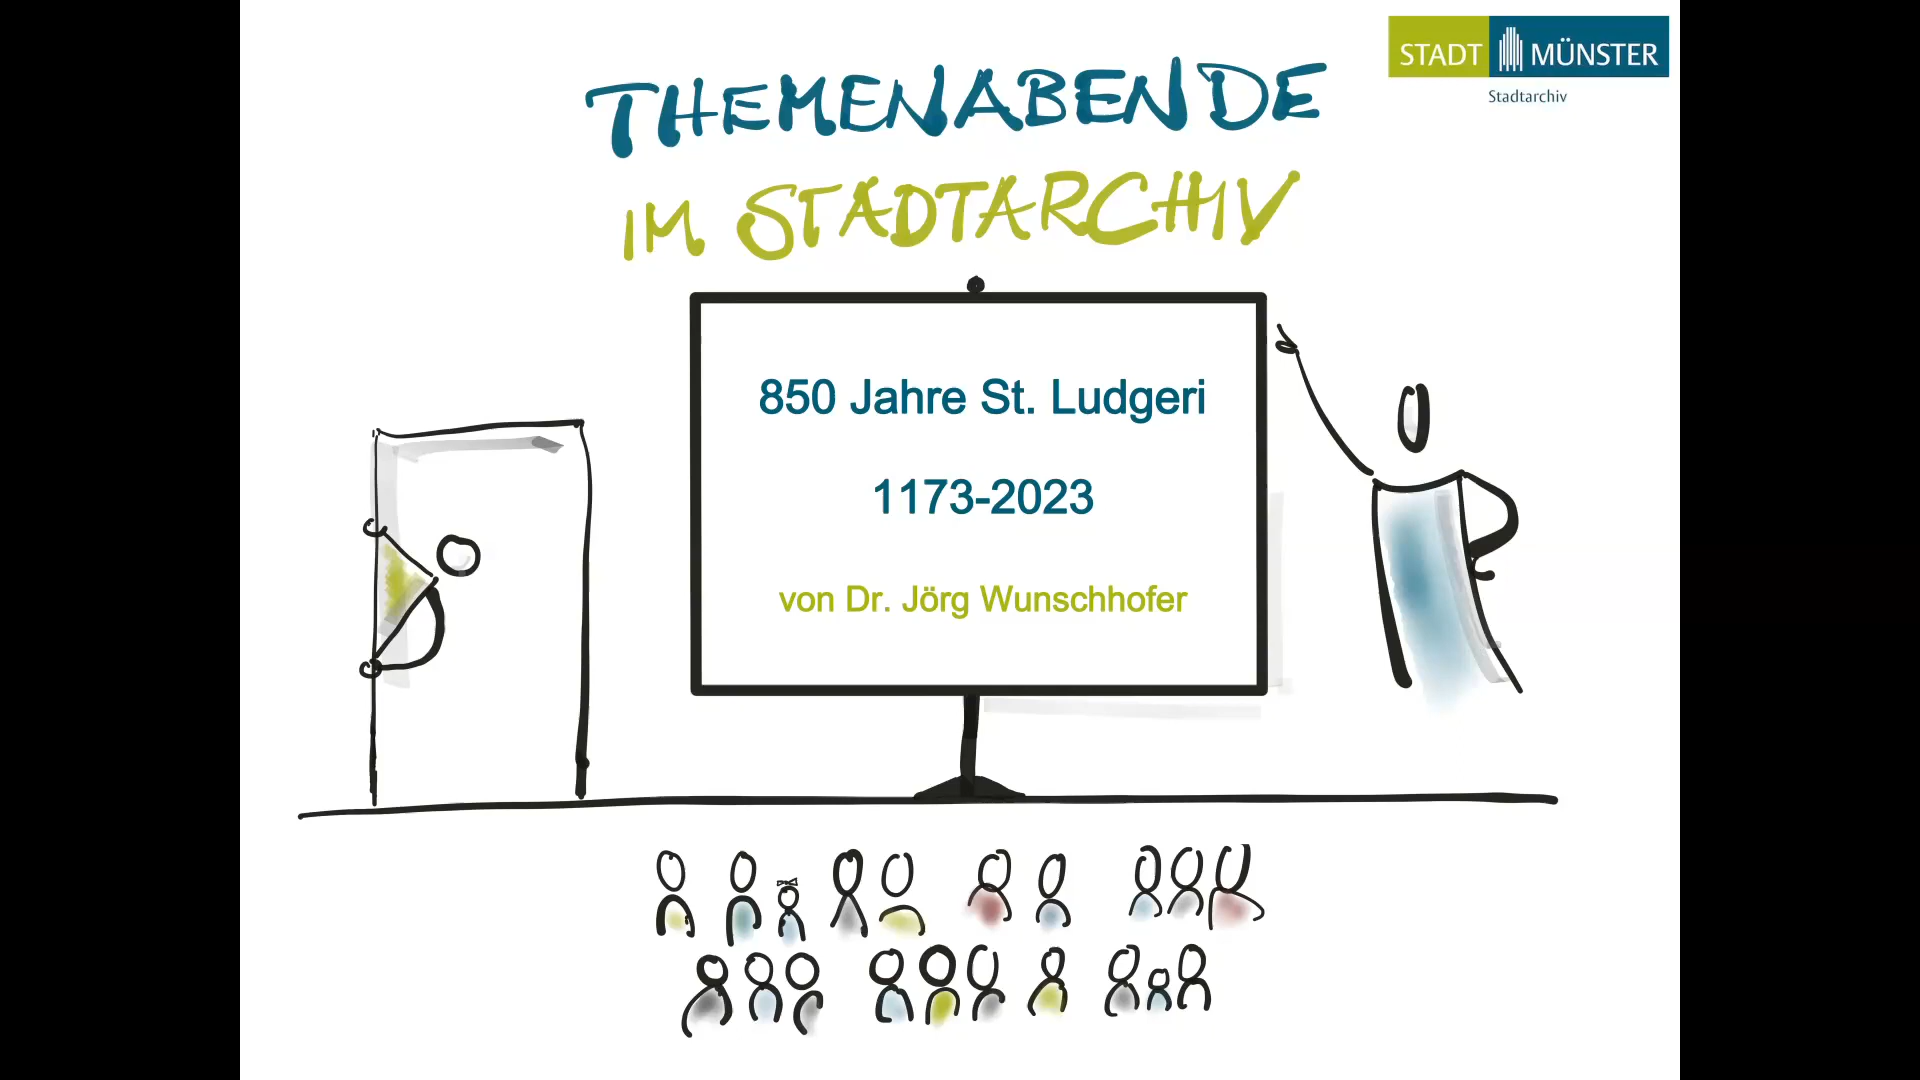 STADT MÜNSTER
Stadtarchiv
THEMENABENDE
IM STADTARCHIV
850 Jahre St. Ludgeri
1173-2023
von Dr. Jörg Wunschhofer